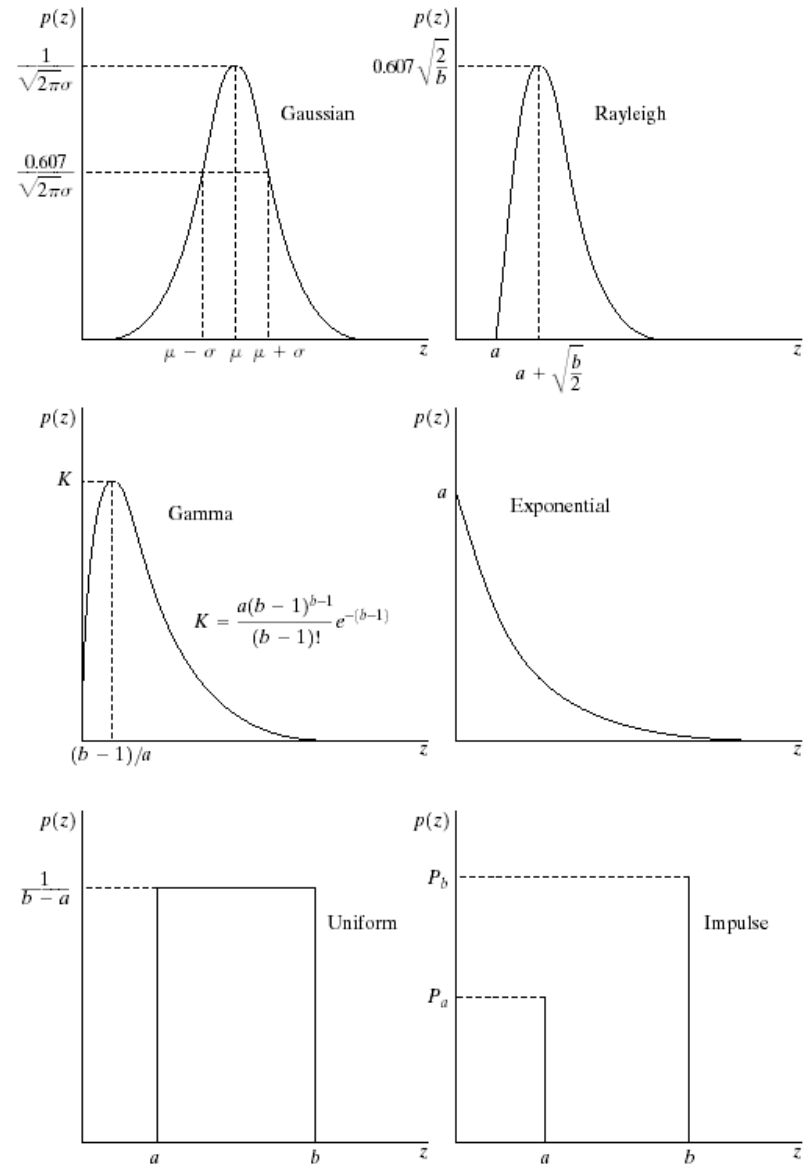 p(z)
1/√2πσ
Gaussian
0.607/√2πσ
μ − σ μ μ + σ z
p(z)
0.607 √2/b
Rayleigh
a z
a + √b/2
p(z)
K
Gamma
K = a(b − 1)^b−1/(b − 1)! e^−(b−1)
(b − 1)/a z
p(z)
a
Exponential
z
p(z)
1/b − a
Uniform
a b z
p(z)
P_b
Impulse
P_a
a b z